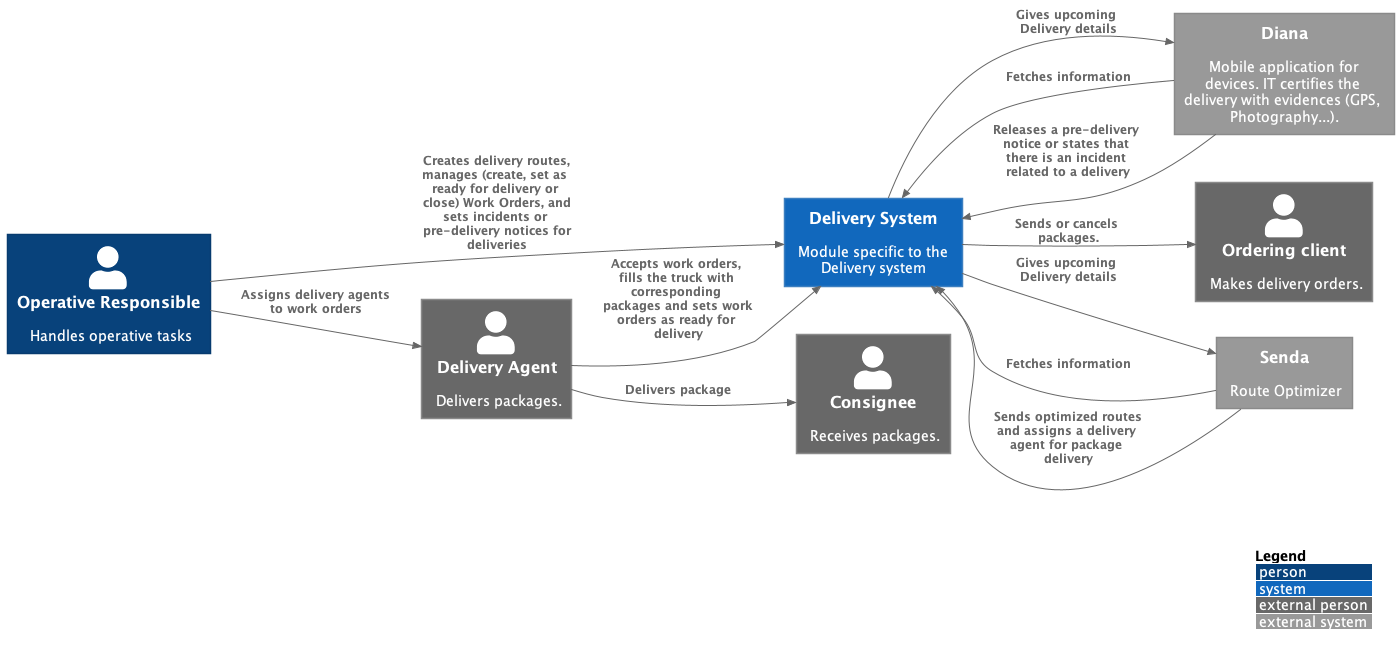 Gives upcoming
Delivery details
Diana
Mobile application for
devices. IT certifies the
delivery with evidences (GPS,
Photography...).
Fetches information
Releases a pre-delivery
notice or states that
there is an incident
related to a delivery
Creates delivery routes,
manages (create, set as
ready for delivery or
close) Work Orders, and
sets incidents or
pre-delivery notices for
deliveries
Delivery System
Module specific to the
Delivery system
Sends or cancels
packages.
Ordering client
Makes delivery orders.
Operative Responsible
Handles operative tasks
Assigns delivery agents
to work orders
Accepts work orders,
fills the truck with
corresponding
packages and sets work
orders as ready for
delivery
Gives upcoming
Delivery details
Delivery Agent
Delivers packages.
Delivers package
Consignee
Receives packages.
Fetches information
Senda
Route Optimizer
Sends optimized routes
and assigns a delivery
agent for package
delivery
Legend
person
system
external person
external system